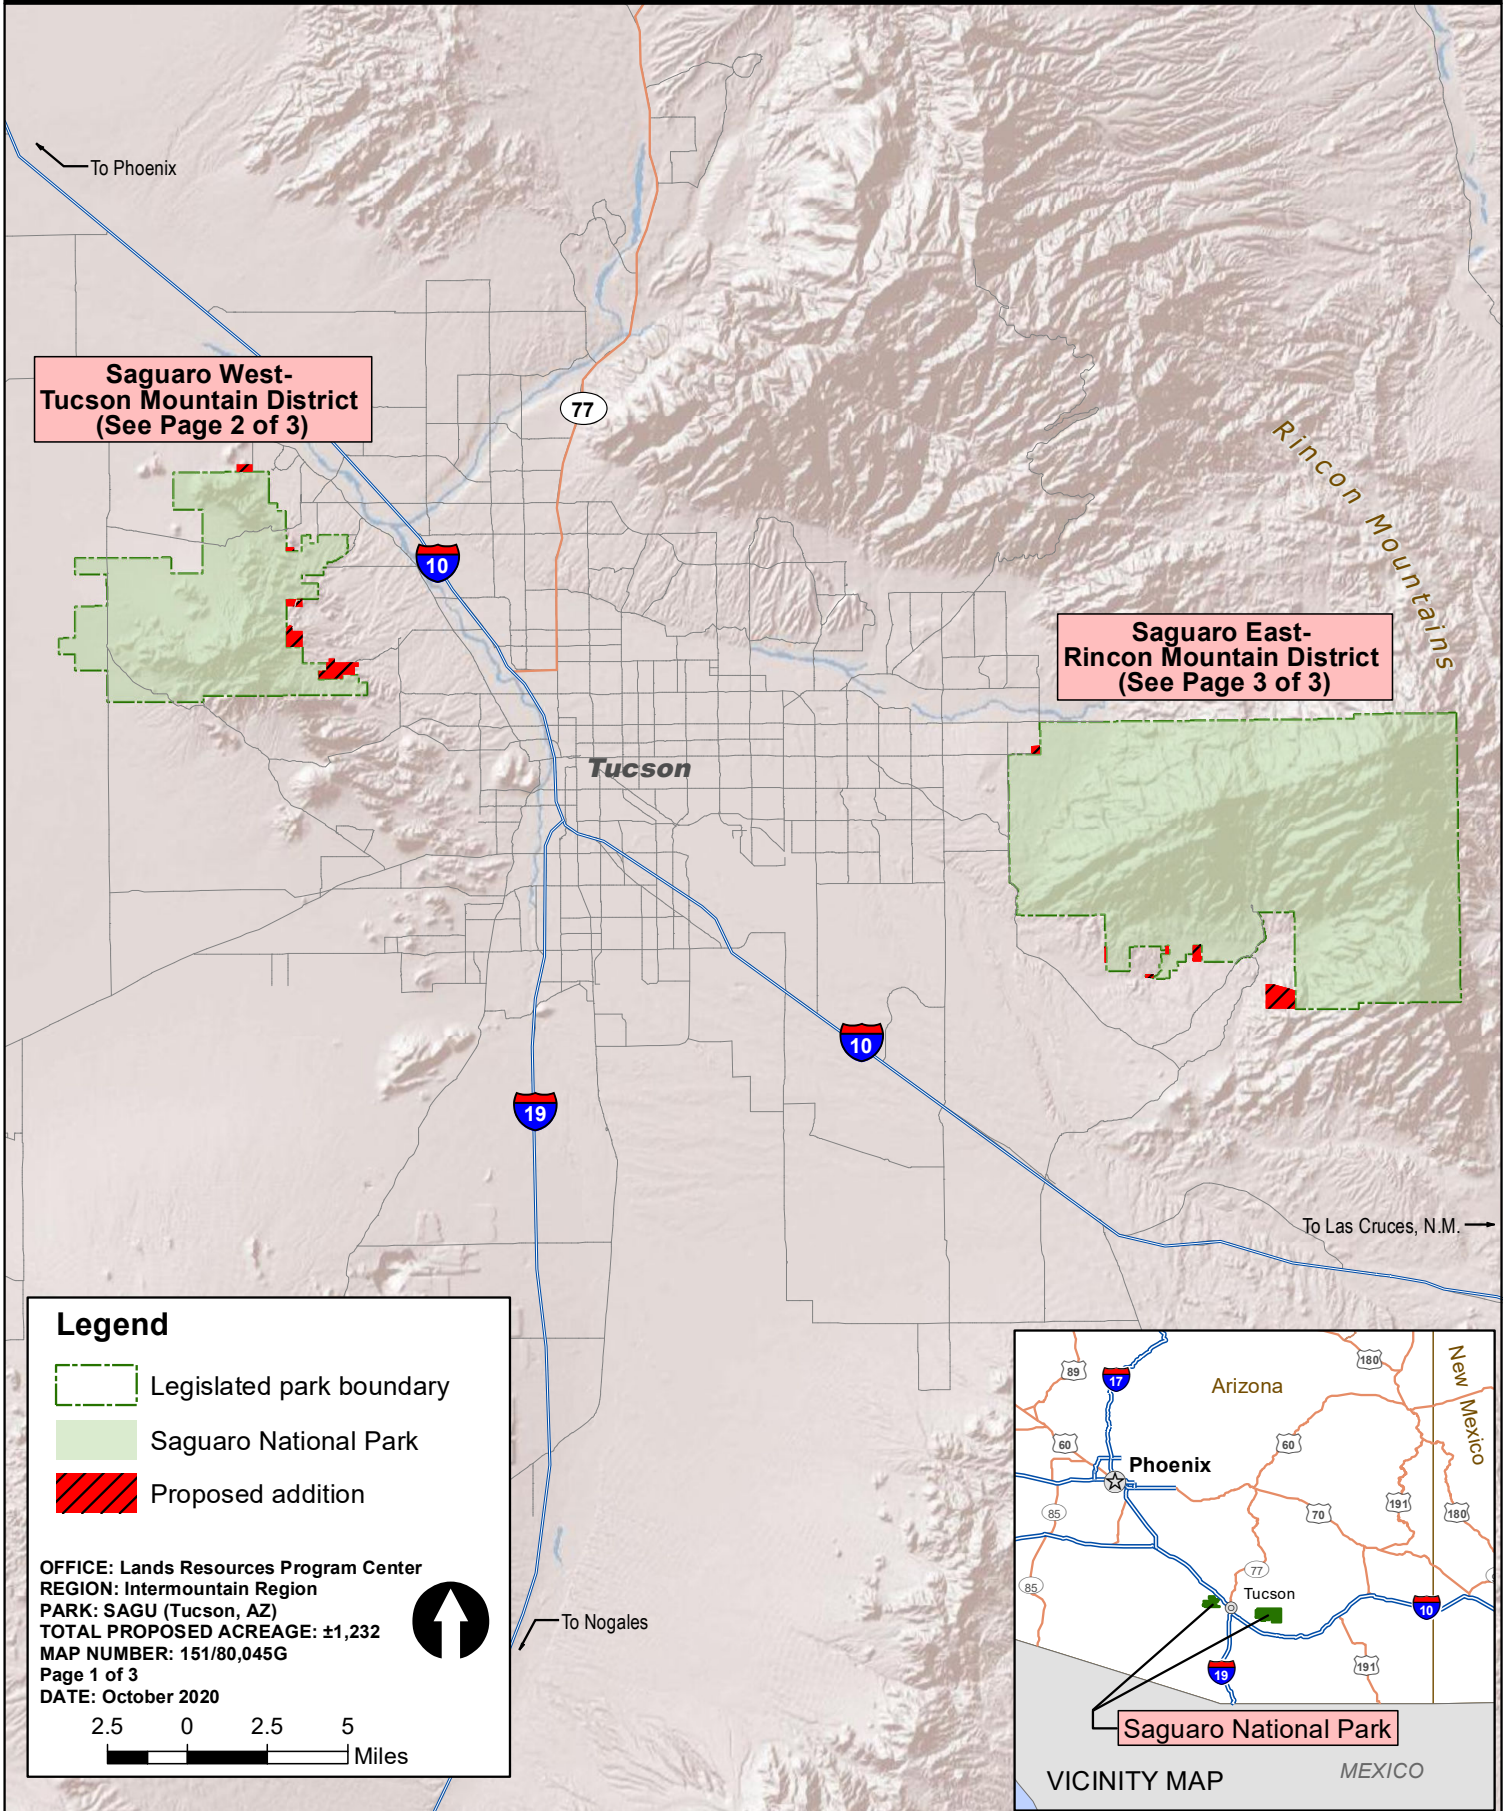 To Phoenix
Saguaro West-
Tucson Mountain District
(See Page 2 of 3)
77
Rincon Mountains
10
Saguaro East-
Rincon Mountain District
(See Page 3 of 3)
Tucson
10
19
To Las Cruces, N.M.
Legend
Legislated park boundary
Saguaro National Park
Proposed addition
OFFICE: Lands Resources Program Center
REGION: Intermountain Region
PARK: SAGU (Tucson, AZ)
TOTAL PROPOSED ACREAGE: ±1,232
MAP NUMBER: 151/80,045G
Page 1 of 3
DATE: October 2020
2.5 0 2.5 5
Miles
To Nogales
89
17
180
Arizona
New Mexico
60
60
Phoenix
85
70
191
180
77
85
Tucson
10
19
191
Saguaro National Park
VICINITY MAP
MEXICO